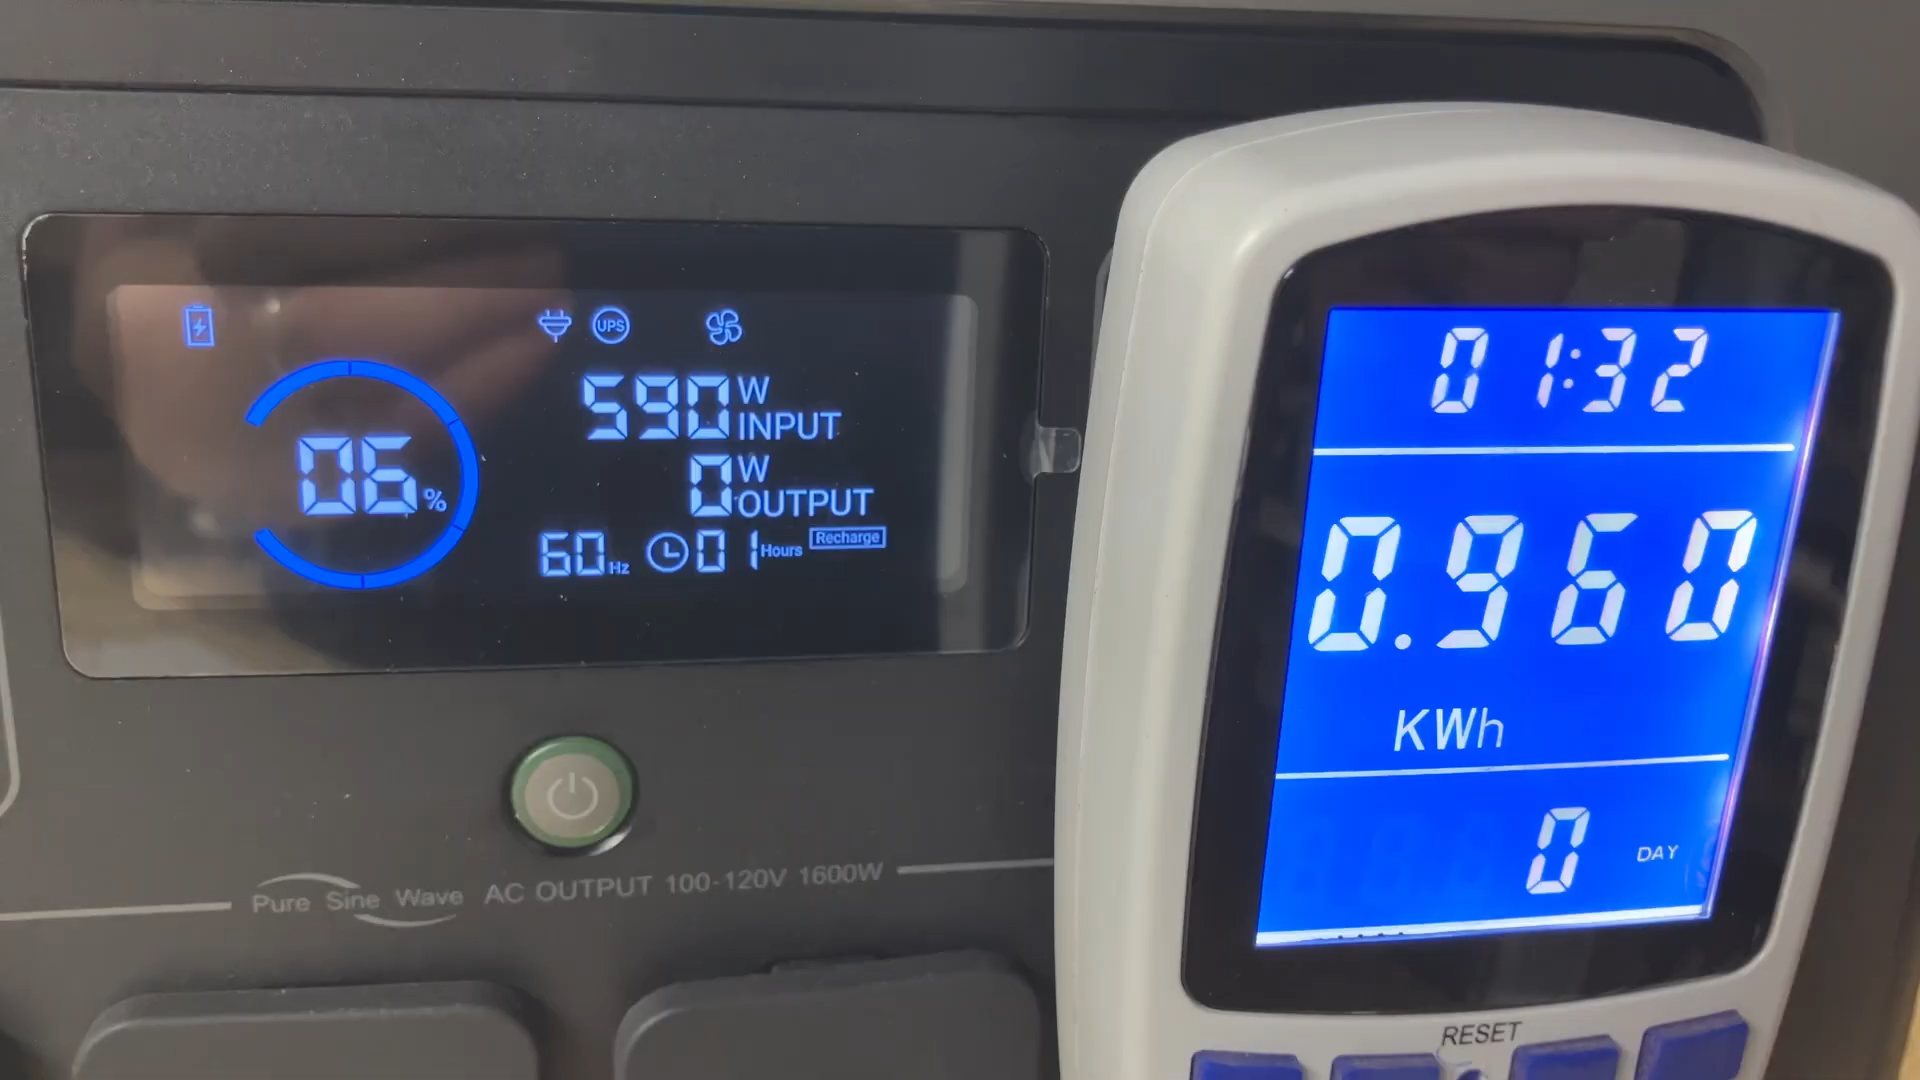 UPS
590 W
INPUT
06 %
0 W
OUTPUT
60 Hz 01 Hours Recharge
Pure Sine Wave AC OUTPUT 100-120V 1600W
01:32
0.960
KWh
0 DAY
RESET